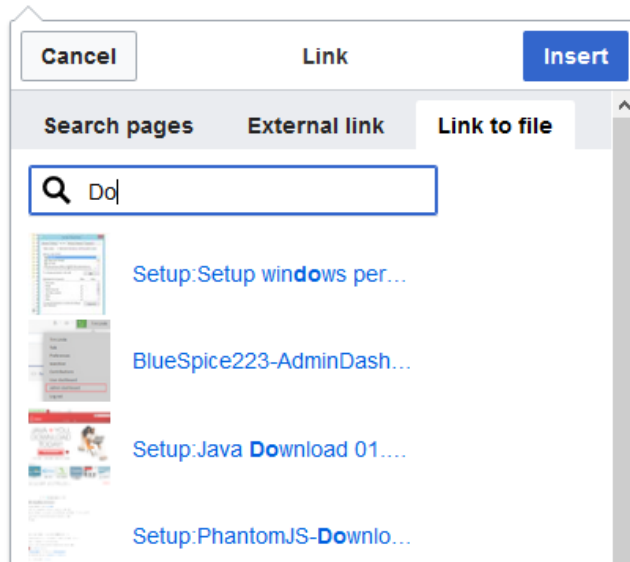 Cancel Link Insert
Search pages External link Link to file
Do
Setup:Setup windows per...
BlueSpice223-AdminDash...
Setup:Java Download 01....
Setup:PhantomJS-Downlo...